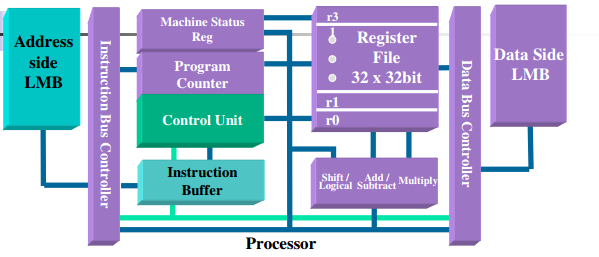 Address
side
LMB
Instruction Bus Controller
Machine Status
Reg
Program
Counter
Control Unit
Instruction
Buffer
r3
1
Register
File
32 x 32bit
r1
r0
Shift /
Logical
Add /
Subtract
Multiply
Data Bus Controller
Data Side
LMB
Processor